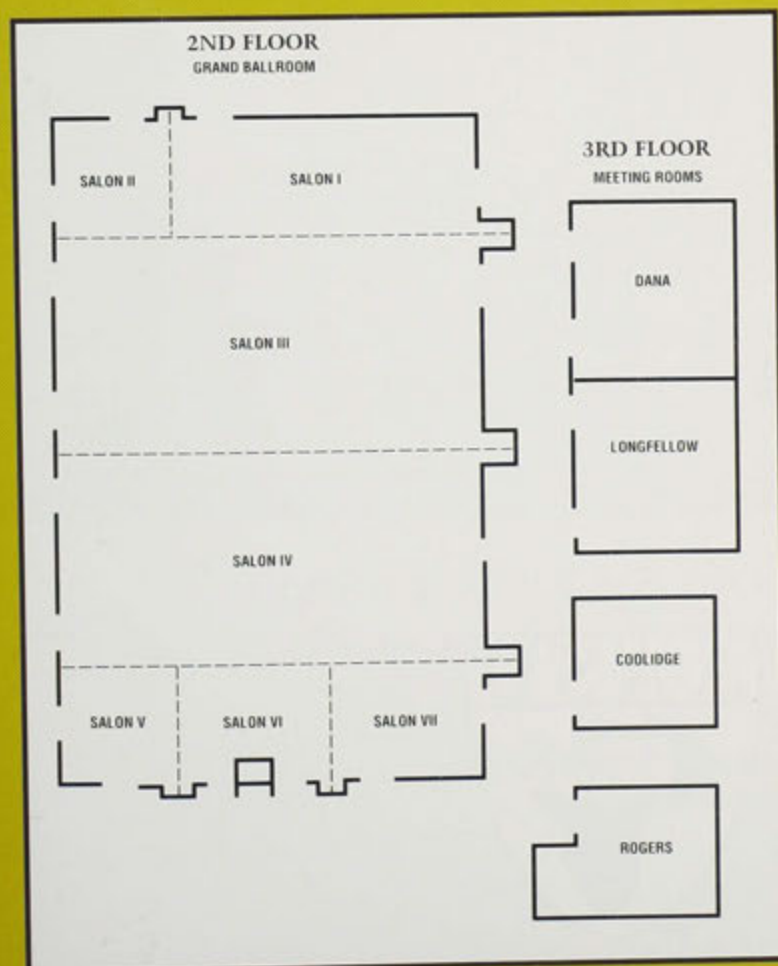 2ND FLOOR
GRAND BALLROOM
SALON II
SALON I
SALON III
SALON IV
SALON V
SALON VI
SALON VII
3RD FLOOR
MEETING ROOMS
DANA
LONGFELLOW
COOLIDGE
ROGERS